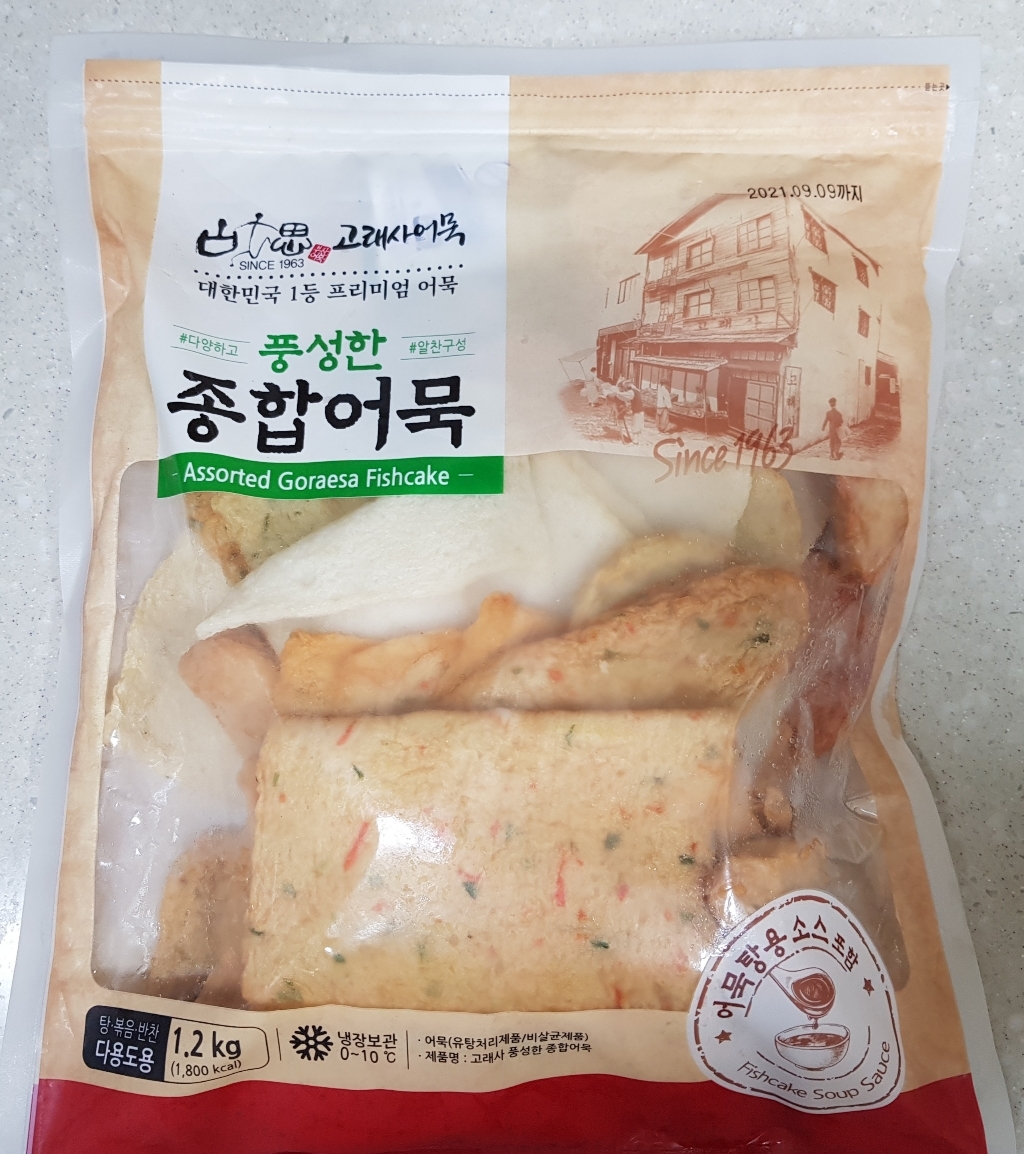 뜯는곳
2021.09.09까지
고래사어묵
SINCE 1963
대한민국 1등 프리미엄 어묵
#다양하고 풍성한 #알찬구성
종합어묵
Assorted Goraesa Fishcake
Since 1963
어묵탕용 소스 포함
Fishcake Soup Sauce
탕·볶음·반찬
다용도용
1.2 kg
(1,800 kcal)
냉장보관
0~10 ℃
· 어묵(유탕처리제품/비살균제품)
· 제품명 : 고래사 풍성한 종합어묵